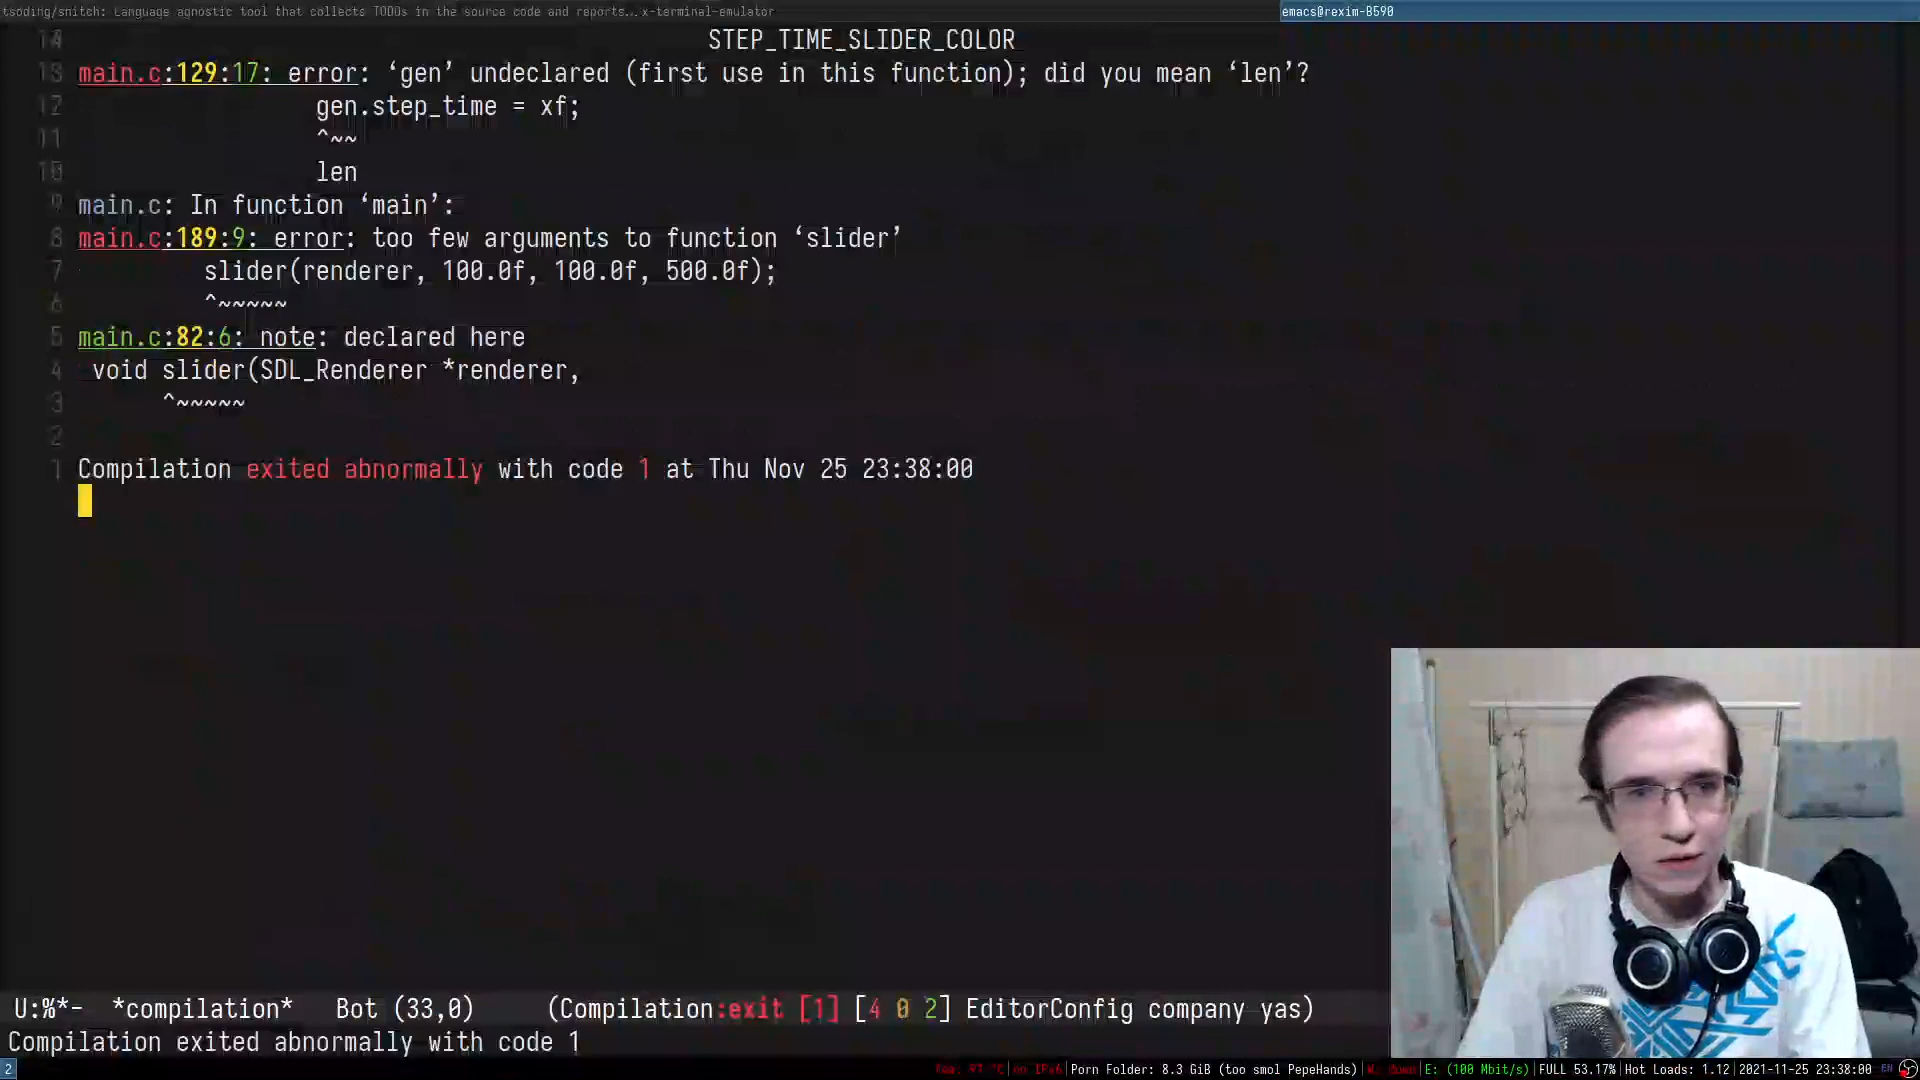 tsoding/snitch: Language agnostic tool that collects TODOs in the source code and reports...x-terminal-emulator
emacs@rexim-B590
14 STEP_TIME_SLIDER_COLOR
13 main.c:129:17: error: ‘gen’ undeclared (first use in this function); did you mean ‘len’?
12 gen.step_time = xf;
11 ^~~
10 len
9 main.c: In function ‘main’:
8 main.c:189:9: error: too few arguments to function ‘slider’
7 slider(renderer, 100.0f, 100.0f, 500.0f);
6 ^~~~~~
5 main.c:82:6: note: declared here
4 void slider(SDL_Renderer *renderer,
3 ^~~~~~
2
1 Compilation exited abnormally with code 1 at Thu Nov 25 23:38:00
U:%*- *compilation* Bot (33,0) (Compilation:exit [1] [4 0 2] EditorConfig company yas)
Compilation exited abnormally with code 1
2 no IPv6|Porn Folder: 8.3 GiB (too smol PepeHands)|W: down|E: (100 Mbit/s)|FULL 53.17%|Hot Loads: 1.12|2021-11-25 23:38:00 EN